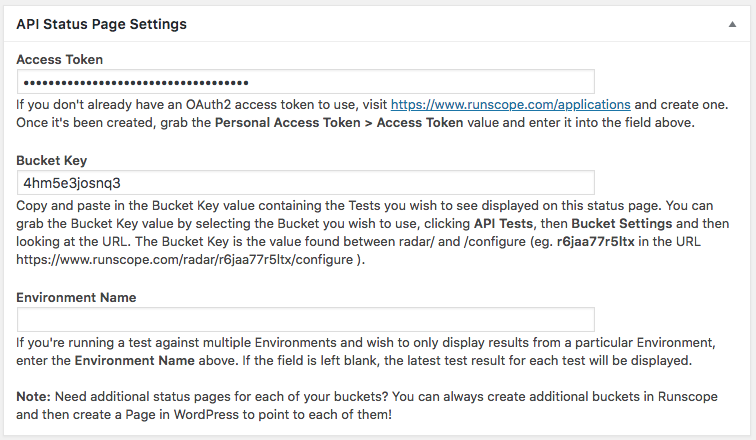 API Status Page Settings
Access Token
••••••••••••••••••••••••••••••••••••
If you don't already have an OAuth2 access token to use, visit https://www.runscope.com/applications and create one.
Once it's been created, grab the Personal Access Token > Access Token value and enter it into the field above.
Bucket Key
4hm5e3josnq3
Copy and paste in the Bucket Key value containing the Tests you wish to see displayed on this status page. You can
grab the Bucket Key value by selecting the Bucket you wish to use, clicking API Tests, then Bucket Settings and then
looking at the URL. The Bucket Key is the value found between radar/ and /configure (eg. r6jaa77r5ltx in the URL
https://www.runscope.com/radar/r6jaa77r5ltx/configure ).
Environment Name
If you're running a test against multiple Environments and wish to only display results from a particular Environment,
enter the Environment Name above. If the field is left blank, the latest test result for each test will be displayed.
Note: Need additional status pages for each of your buckets? You can always create additional buckets in Runscope
and then create a Page in WordPress to point to each of them!